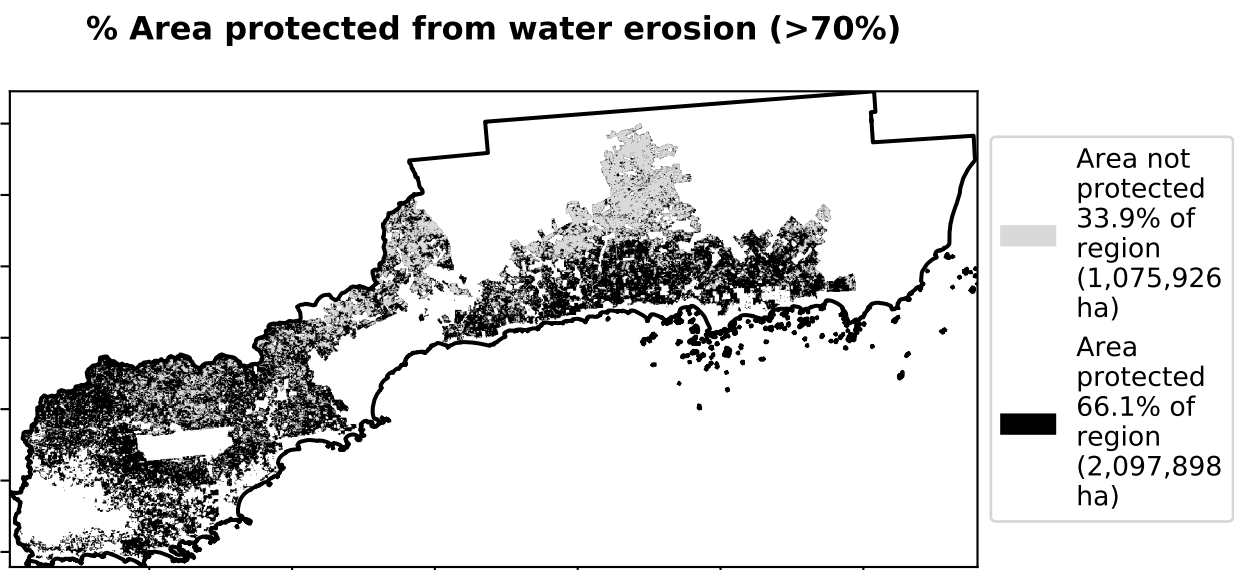 % Area protected from water erosion (>70%)
Area not
protected
33.9% of
region
(1,075,926
ha)
Area
protected
66.1% of
region
(2,097,898
ha)